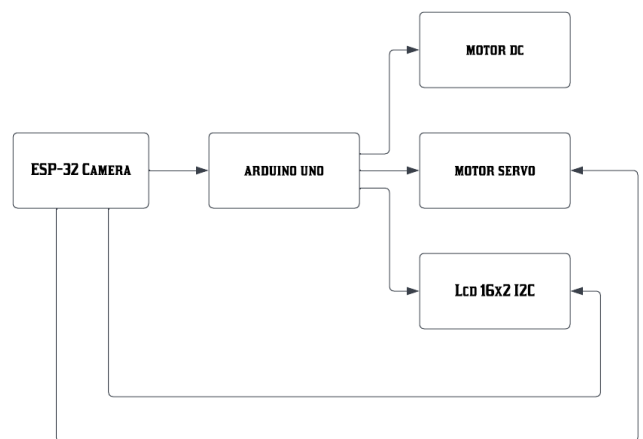 MOTOR DC
ESP-32 CAMERA
ARDUINO UNO
MOTOR SERVO
LCD 16X2 I2C